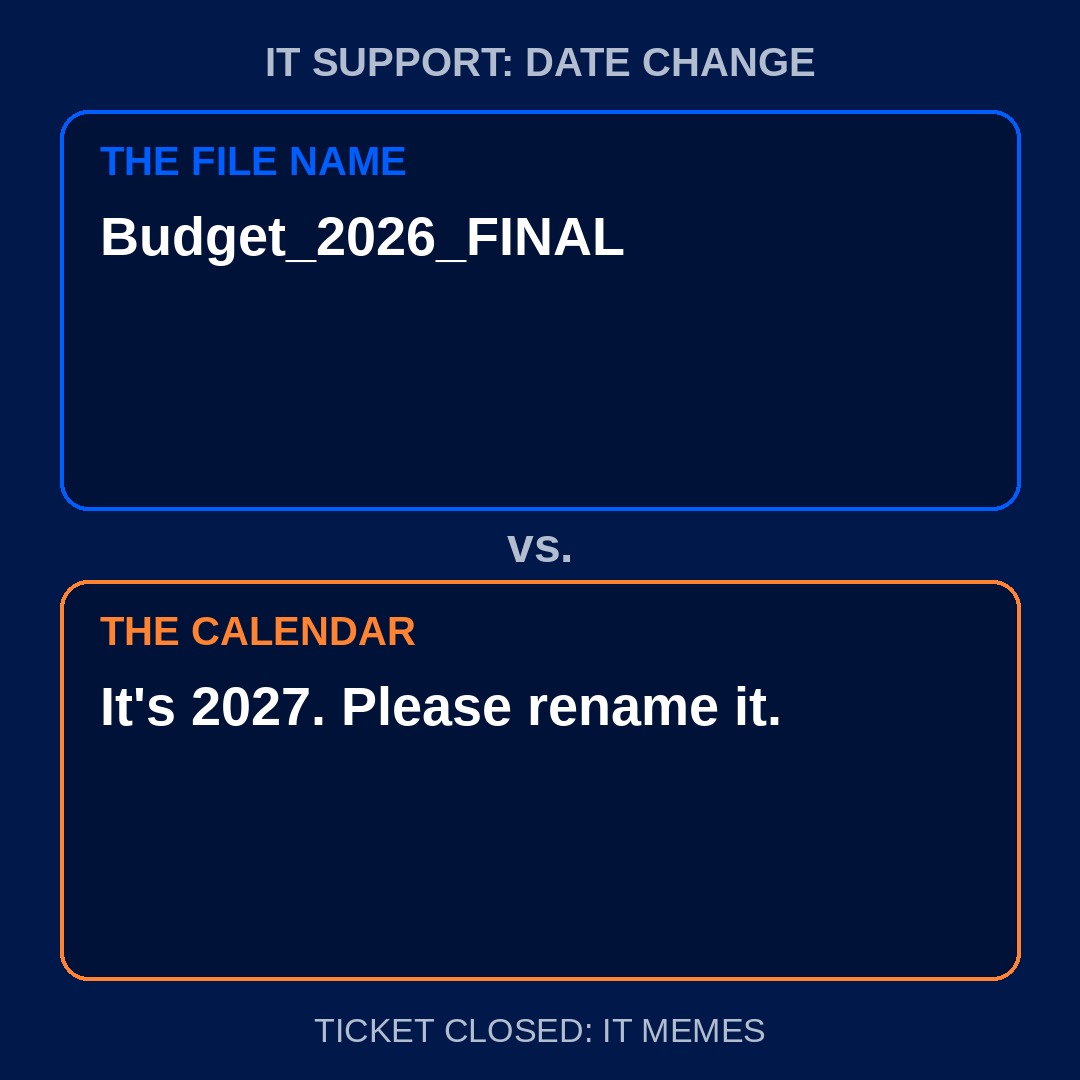 IT SUPPORT: DATE CHANGE
THE FILE NAME
Budget_2026_FINAL
vs.
THE CALENDAR
It's 2027. Please rename it.
TICKET CLOSED: IT MEMES